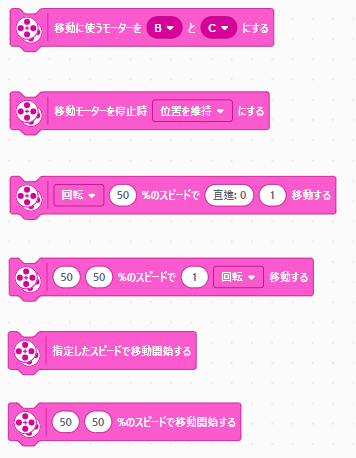 移動に使うモーターを B と C にする
移動モーターを停止時 位置を維持 にする
回転 50 %のスピードで 直進: 0 1 移動する
50 50 %のスピードで 1 回転 移動する
指定したスピードで移動開始する
50 50 %のスピードで移動開始する